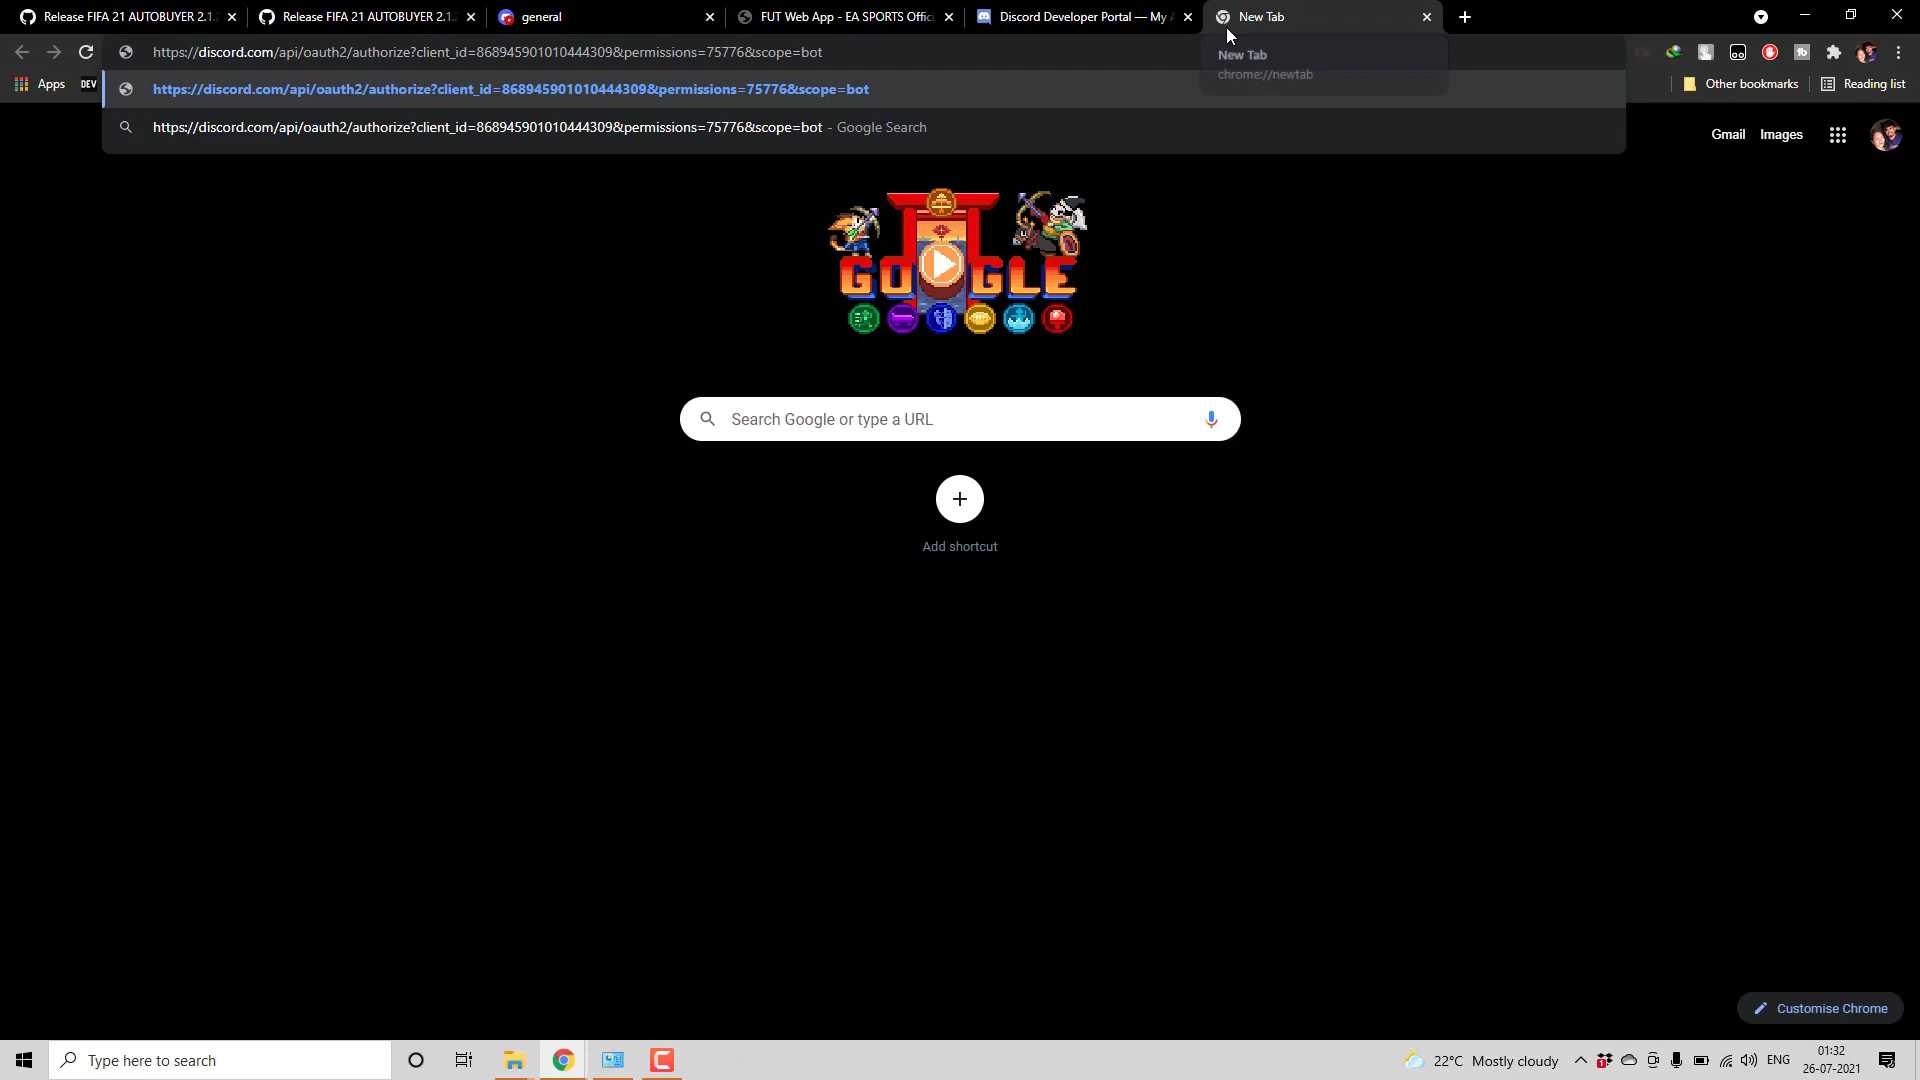 Release FIFA 21 AUTOBUYER 2.1.
Release FIFA 21 AUTOBUYER 2.1.
general
FUT Web App - EA SPORTS Offici
Discord Developer Portal — My A
New Tab
https://discord.com/api/oauth2/authorize?client_id=868945901010444309&permissions=75776&scope=bot
New Tab
chrome://newtab
Apps
DEV
https://discord.com/api/oauth2/authorize?client_id=868945901010444309&permissions=75776&scope=bot
Other bookmarks
Reading list
https://discord.com/api/oauth2/authorize?client_id=868945901010444309&permissions=75776&scope=bot - Google Search
Gmail
Images
GOOGLE
Search Google or type a URL
Add shortcut
Customise Chrome
Type here to search
22°C Mostly cloudy
ENG
01:32
26-07-2021